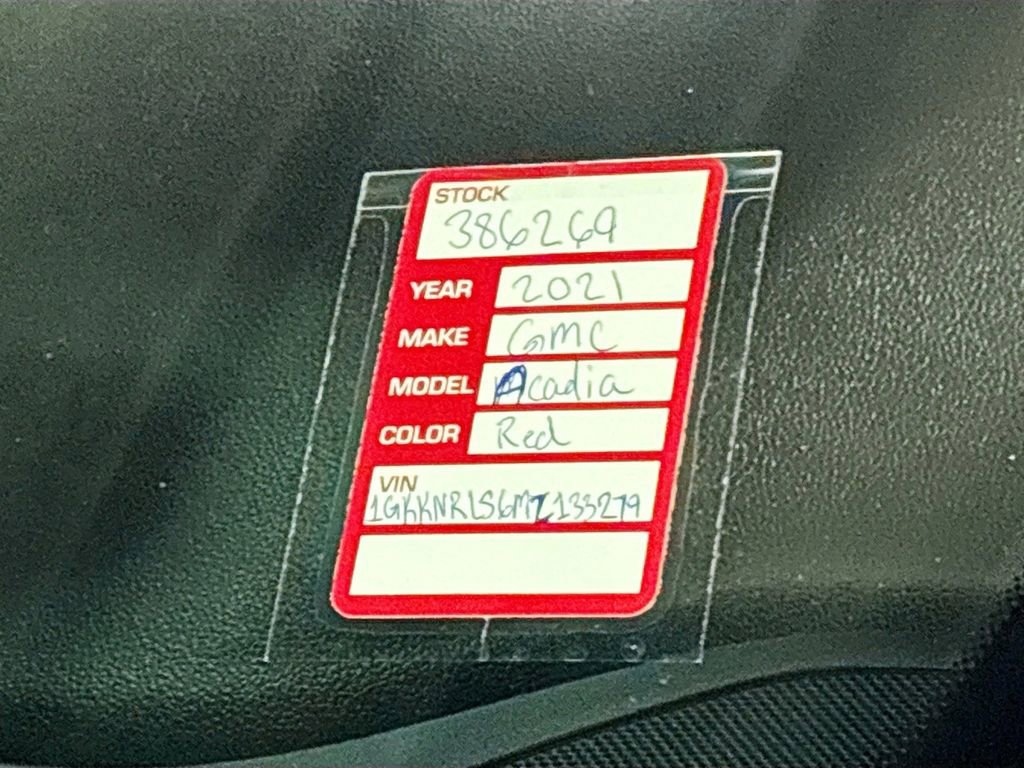 STOCK
386269
YEAR 2021
MAKE GMC
MODEL Acadia
COLOR Red
VIN
1GKKNRLS6MZ133279